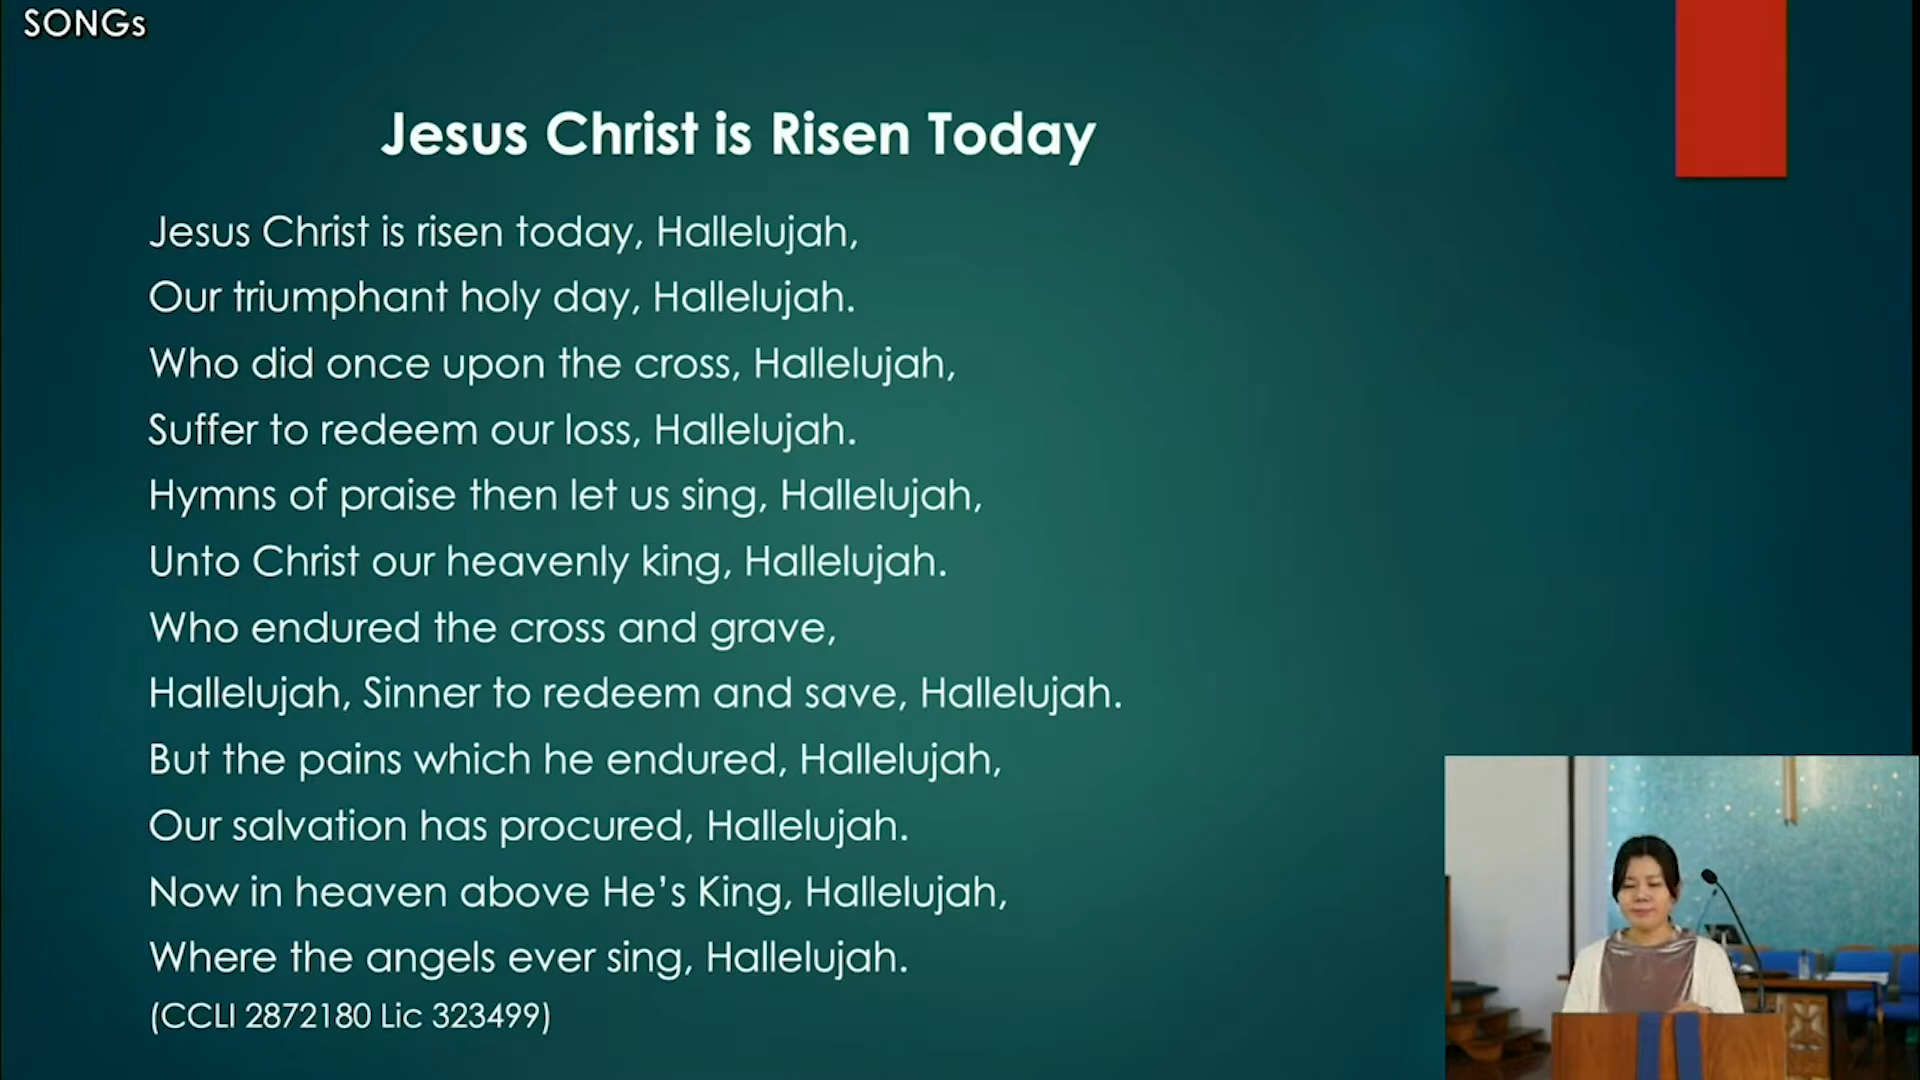 SONGs
Jesus Christ is Risen Today
Jesus Christ is risen today, Hallelujah,
Our triumphant holy day, Hallelujah.
Who did once upon the cross, Hallelujah,
Suffer to redeem our loss, Hallelujah.
Hymns of praise then let us sing, Hallelujah,
Unto Christ our heavenly king, Hallelujah.
Who endured the cross and grave,
Hallelujah, Sinner to redeem and save, Hallelujah.
But the pains which he endured, Hallelujah,
Our salvation has procured, Hallelujah.
Now in heaven above He’s King, Hallelujah,
Where the angels ever sing, Hallelujah.
(CCLI 2872180 Lic 323499)